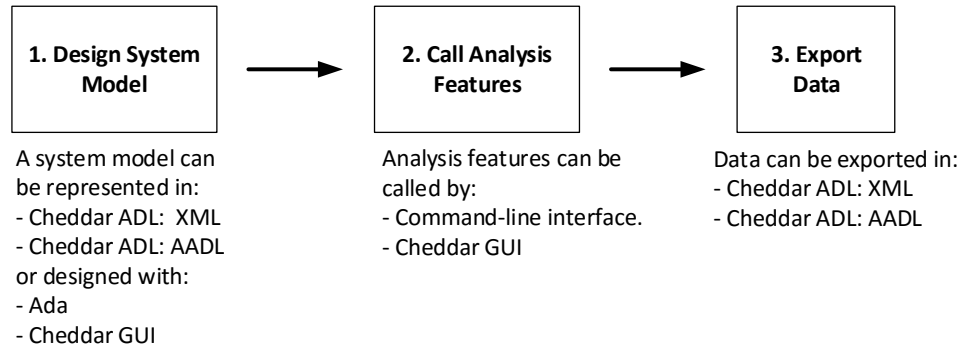 1. Design System
Model
A system model can
be represented in:
- Cheddar ADL:  XML
- Cheddar ADL: AADL
or designed with:
- Ada
- Cheddar GUI
2. Call Analysis
Features
Analysis features can be
called by:
- Command-line interface.
- Cheddar GUI
3. Export
Data
Data can be exported in:
- Cheddar ADL: XML
- Cheddar ADL: AADL